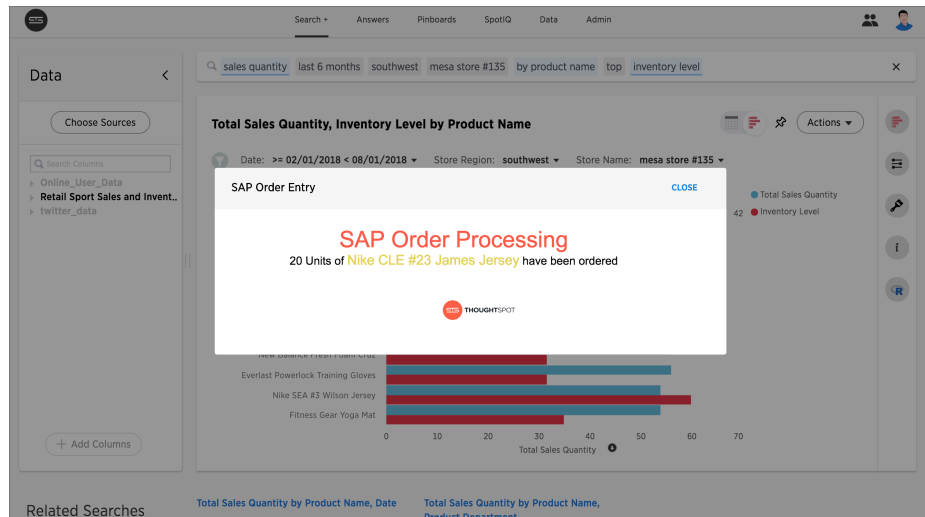 Search +
Answers
Pinboards
SpotIQ
Data
Admin
Data
Choose Sources
Search Columns
Online_User_Data
Retail Sport Sales and Invent..
twitter_data
+ Add Columns
sales quantity last 6 months southwest mesa store #135 by product name top inventory level
Total Sales Quantity, Inventory Level by Product Name
Actions
Date: >= 02/01/2018 < 08/01/2018 Store Region: southwest Store Name: mesa store #135
Total Sales Quantity
42
Inventory Level
SAP Order Entry
CLOSE
SAP Order Processing
20 Units of Nike CLE #23 James Jersey have been ordered
THOUGHTSPOT
New Balance Fresh Foam Cruz
Everlast Powerlock Training Gloves
Nike SEA #3 Wilson Jersey
Fitness Gear Yoga Mat
0 10 20 30 40 50 60 70
Total Sales Quantity
i
R
Related Searches
Total Sales Quantity by Product Name, Date
Total Sales Quantity by Product Name,
Product Department